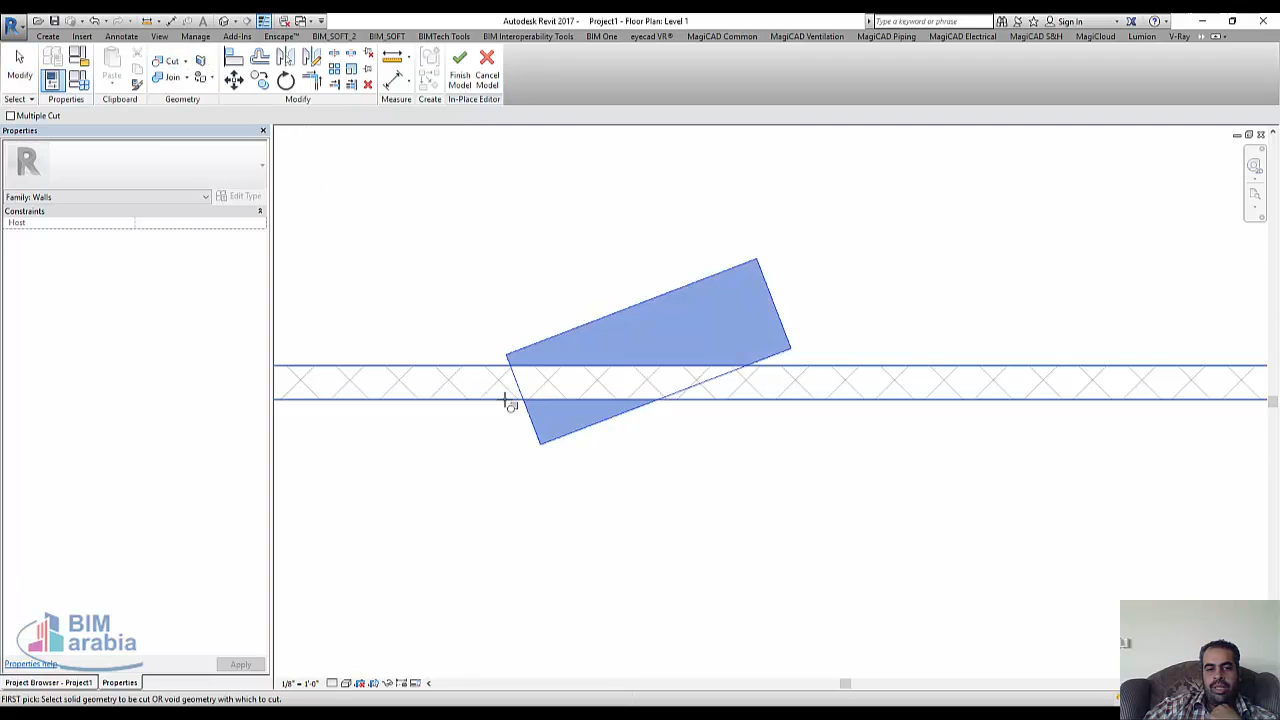 Autodesk Revit 2017 - Project1 - Floor Plan: Level 1
Type a keyword or phrase
Sign In
Create Insert Annotate View Manage Add-Ins Enscape™ BIM_SOFT_2 BIM_SOFT BIMTech Tools BIM Interoperability Tools BIM One eyecad VR® MagiCAD Common MagiCAD Ventilation MagiCAD Piping MagiCAD Electrical MagiCAD S&H MagiCloud Lumion V-Ray
Modify Paste Cut Join Finish Model Cancel Model
Select Properties Clipboard Geometry Modify Measure Create In-Place Editor
Multiple Cut
Properties
R
Family: Walls Edit Type
Constraints
Host
BIM
arabia
Properties help Apply
Project Browser - Project1 Properties
1/8" = 1'-0"
FIRST pick: Select solid geometry to be cut OR void geometry with which to cut.